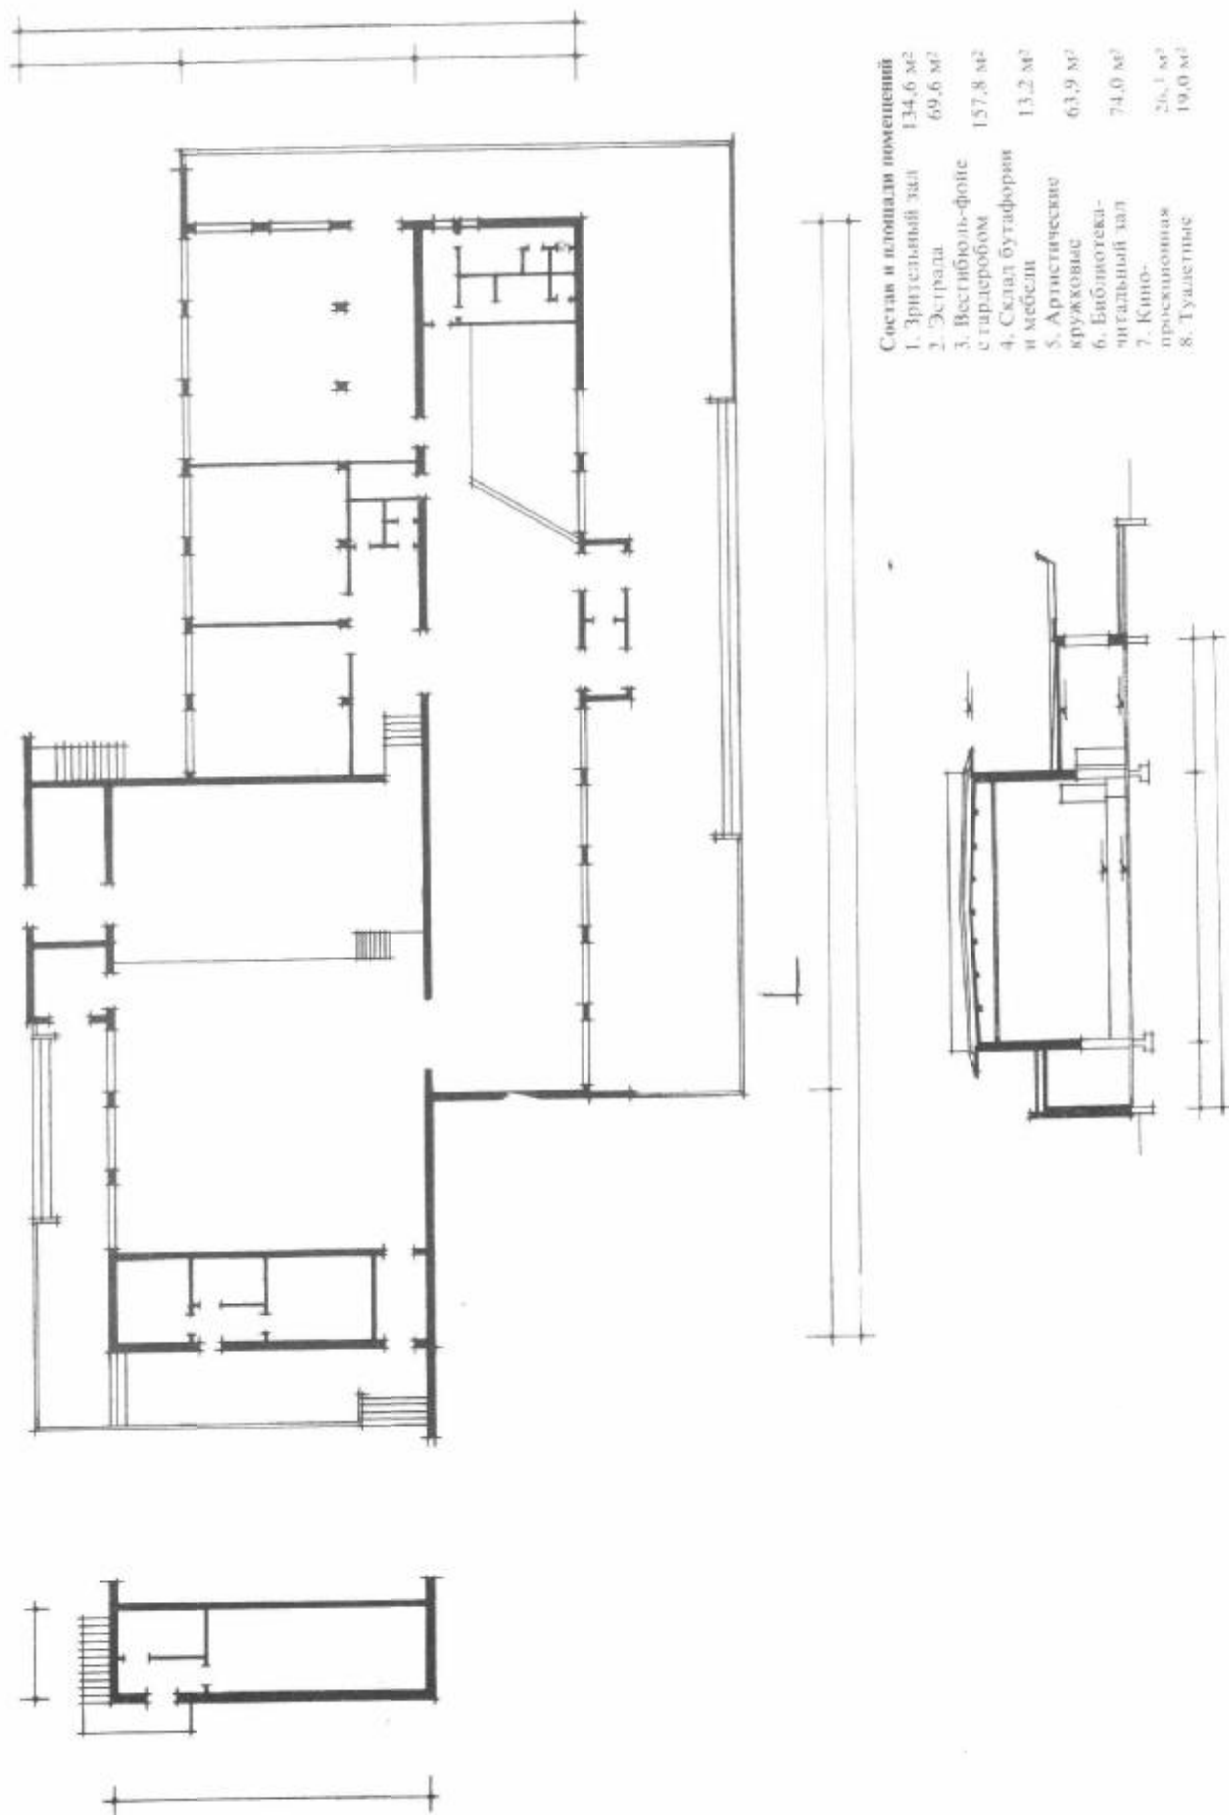 Состав и площади помещений
1. Зрительный зал 134,6 м²
2. Эстрада 69,6 м²
3. Вестибюль-фойе
с гардеробом 157,8 м²
4. Склад бутафории
и мебели 13,2 м²
5. Артистические
кружковые 63,9 м²
6. Библиотека-
читальный зал 74,0 м²
7. Кино-
проекционная 26,1 м²
8. Туалетные 19,0 м²